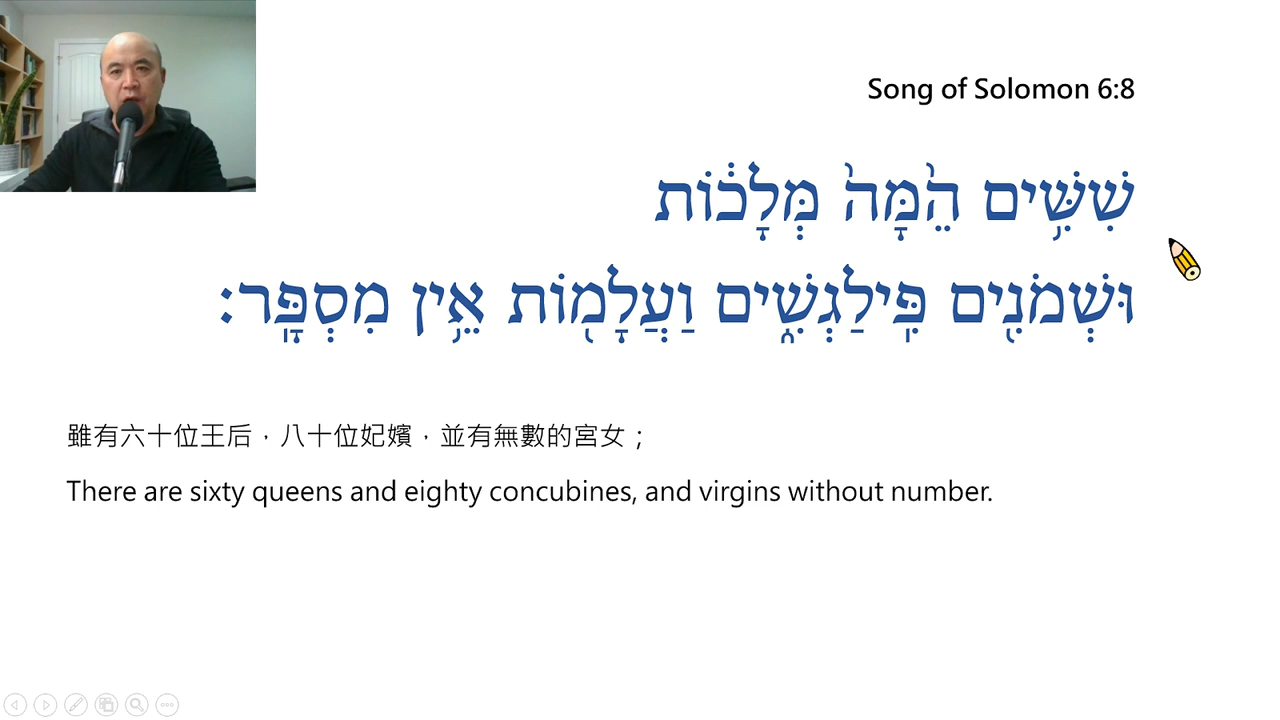 Song of Solomon 6:8
שִׁשִּׁ֥ים הֵ֙מָּה֙ מְּלָכ֔וֹת
וּשְׁמֹנִ֖ים פִּֽילַגְשִׁ֑ים וַעֲלָמ֖וֹת אֵ֥ין מִסְפָּֽר׃
雖有六十位王后，八十位妃嬪，並有無數的宮女；
There are sixty queens and eighty concubines, and virgins without number.